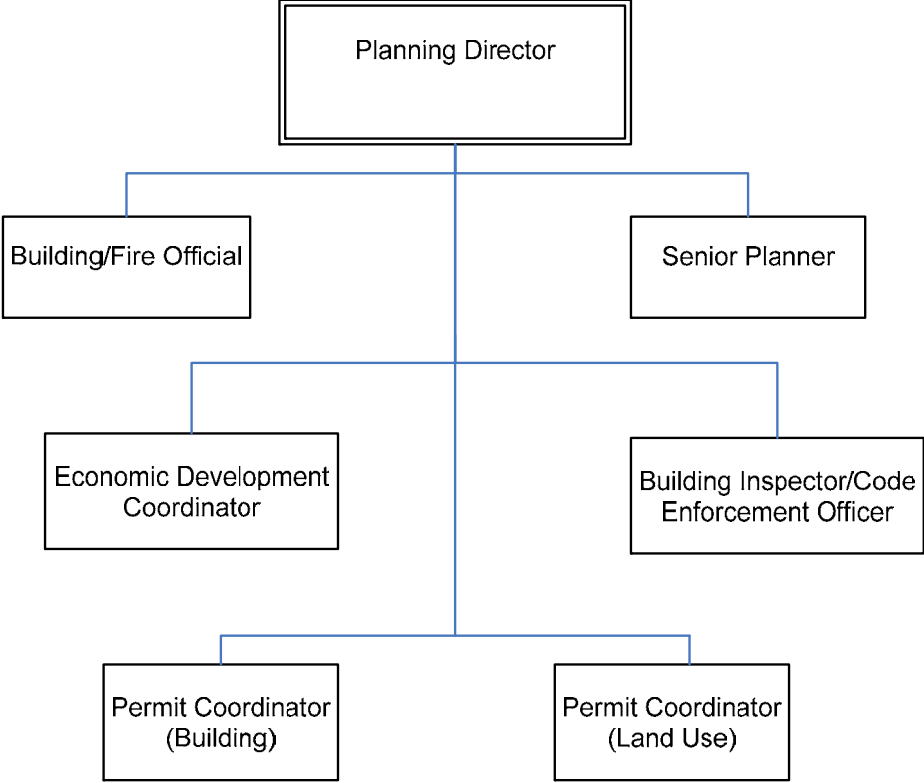 Planning Director
Building/Fire Official
Senior Planner
Economic Development
Coordinator
Building Inspector/Code
Enforcement Officer
Permit Coordinator
(Building)
Permit Coordinator
(Land Use)